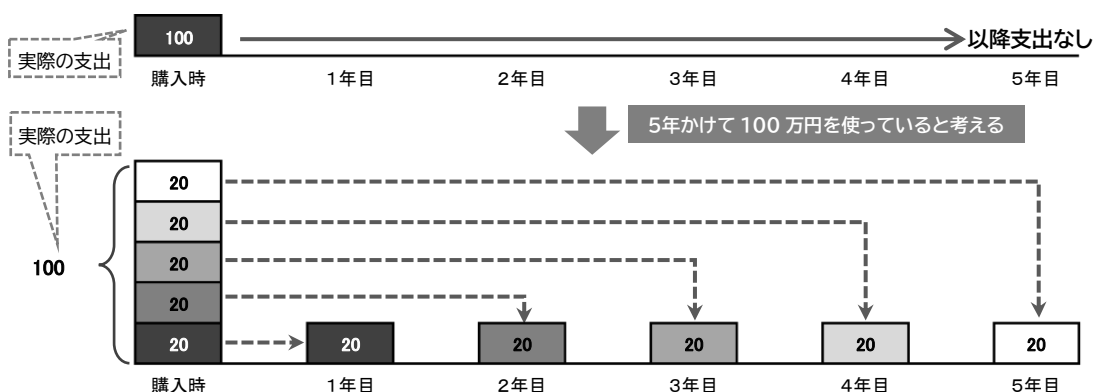 100
以降支出なし
実際の支出
購入時 1年目 2年目 3年目 4年目 5年目
5年かけて 100 万円を使っていると考える
実際の支出
20
20
20
20
20 20 20 20 20 20
100
購入時 1年目 2年目 3年目 4年目 5年目